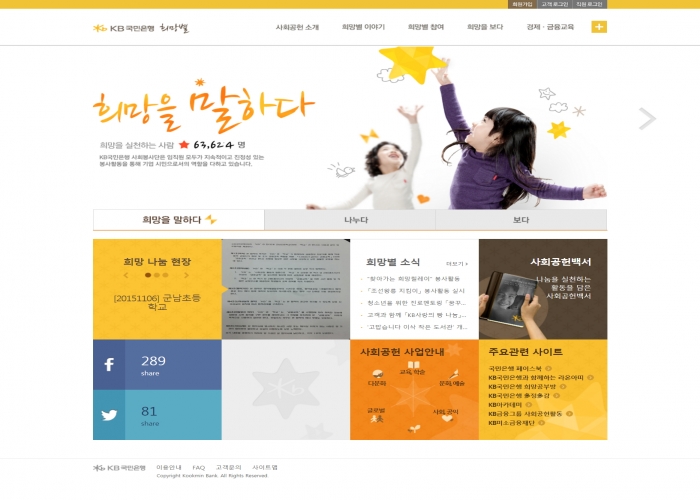 회원가입 고객 로그인 직원 로그인
KB 국민은행 희망별
사회공헌 소개 희망별 이야기 희망별 참여 희망을 보다 경제·금융교육
희망을 말하다
희망을 실천하는 사람 ★ 63,624 명
KB국민은행 사회봉사단은 임직원 모두가 지속적이고 진정성 있는
봉사활동을 통해 기업 시민으로서의 역할을 다하고 있습니다.
희망을 말하다 나누다 보다
희망 나눔 현장
[20151106] 군남초등
학교
희망별 소식 더보기 >
· "찾아가는 희망릴레이" 봉사활동
· 『조선왕릉 지킴이』 봉사활동 실시
· 청소년을 위한 진로멘토링
· 고객과 함께 「KB사랑의 빵 나눔」...
· '고맙습니다 이사 작은 도서관' 개...
사회공헌백서
나눔을 실천하는
활동을 담은
사회공헌백서
289
share
81
share
사회공헌 사업안내
교육, 학술
다문화 문화, 예술
글로벌 사회, 공익
주요관련 사이트
국민은행 페이스북
KB국민은행과 함께하는 라온아띠
KB국민은행 희망공부방
KB국민은행 多정多감
KB아카데미
KB금융그룹 사회공헌활동
KB미소금융재단
KB 국민은행 이용안내 FAQ 고객문의 사이트맵
Copyright Kookmin Bank. All Rights Reserved.